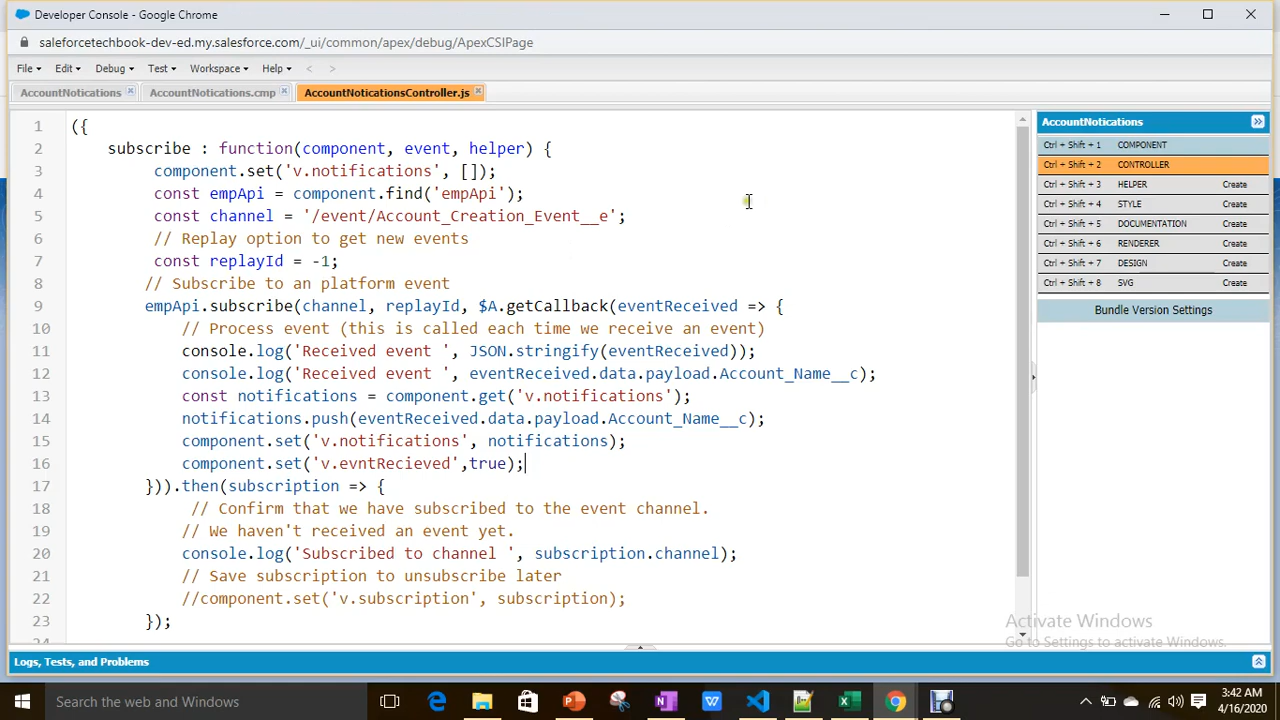 Developer Console - Google Chrome
saleforcetechbook-dev-ed.my.salesforce.com/_ui/common/apex/debug/ApexCSIPage
File Edit Debug Test Workspace Help < >
AccountNotications AccountNotications.cmp AccountNoticationsController.js
1 ({
2 subscribe : function(component, event, helper) {
3 component.set('v.notifications', []);
4 const empApi = component.find('empApi');
5 const channel = '/event/Account_Creation_Event__e';
6 // Replay option to get new events
7 const replayId = -1;
8 // Subscribe to an platform event
9 empApi.subscribe(channel, replayId, $A.getCallback(eventReceived => {
10 // Process event (this is called each time we receive an event)
11 console.log('Received event ', JSON.stringify(eventReceived));
12 console.log('Received event ', eventReceived.data.payload.Account_Name__c);
13 const notifications = component.get('v.notifications');
14 notifications.push(eventReceived.data.payload.Account_Name__c);
15 component.set('v.notifications', notifications);
16 component.set('v.evntRecieved',true);
17 })).then(subscription => {
18 // Confirm that we have subscribed to the event channel.
19 // We haven't received an event yet.
20 console.log('Subscribed to channel ', subscription.channel);
21 // Save subscription to unsubscribe later
22 //component.set('v.subscription', subscription);
23 });
AccountNotications
Ctrl + Shift + 1 COMPONENT
Ctrl + Shift + 2 CONTROLLER
Ctrl + Shift + 3 HELPER Create
Ctrl + Shift + 4 STYLE Create
Ctrl + Shift + 5 DOCUMENTATION Create
Ctrl + Shift + 6 RENDERER Create
Ctrl + Shift + 7 DESIGN Create
Ctrl + Shift + 8 SVG Create
Bundle Version Settings
Activate Windows
Go to Settings to activate Windows.
Logs, Tests, and Problems
Search the web and Windows
3:42 AM
4/16/2020